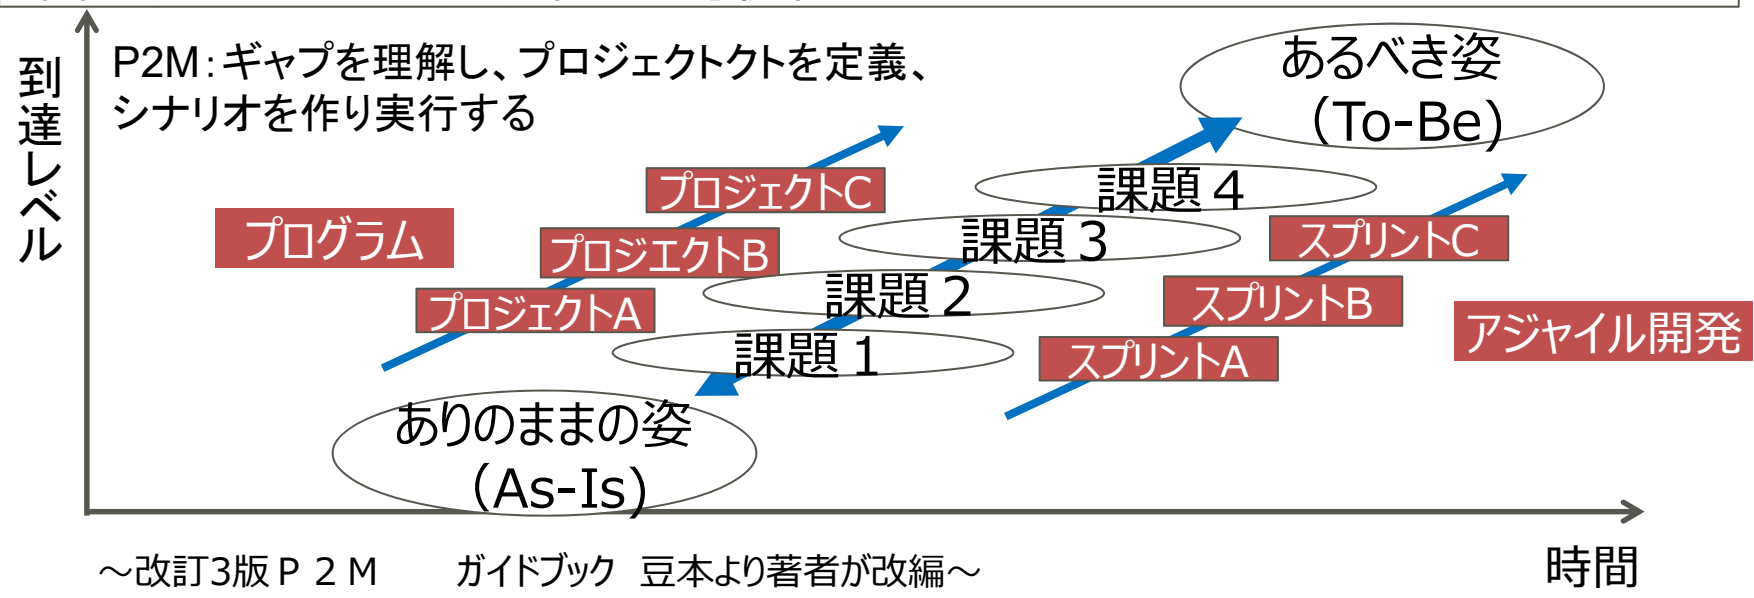 到達レベル
P2M:ギャプを理解し、プロジェクトクトを定義、
シナリオを作り実行する
あるべき姿
(To-Be)
プロジェクトC
課題４
プログラム
プロジエクトB
課題３
スプリントC
プロジェクトA
課題２
スプリントB
アジャイル開発
課題１
スプリントA
ありのままの姿
(As-Is)
～改訂3版Ｐ２Ｍ　　ガイドブック 豆本より著者が改編～
時間